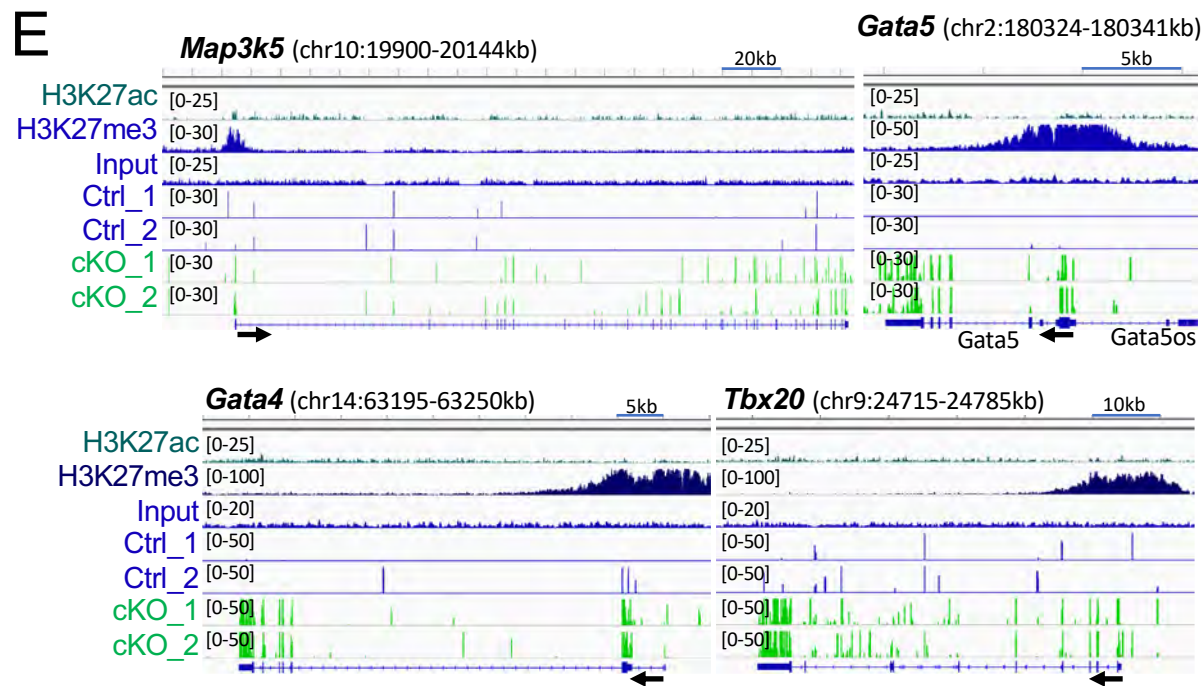 E
Map3k5 (chr10:19900-20144kb)
Gata5 (chr2:180324-180341kb)
20kb
5kb
H3K27ac [0-25] [0-25]
H3K27me3 [0-30] [0-50]
Input [0-25] [0-25]
Ctrl_1 [0-30] [0-30]
Ctrl_2 [0-30] [0-30]
cKO_1 [0-30 [0-30]
cKO_2 [0-30] [0-30]
Gata5 Gata5os
Gata4 (chr14:63195-63250kb)
Tbx20 (chr9:24715-24785kb)
5kb
10kb
H3K27ac [0-25] [0-25]
H3K27me3 [0-100] [0-100]
Input [0-20] [0-20]
Ctrl_1 [0-50] [0-50]
Ctrl_2 [0-50] [0-50]
cKO_1 [0-50] [0-50]
cKO_2 [0-50] [0-50]